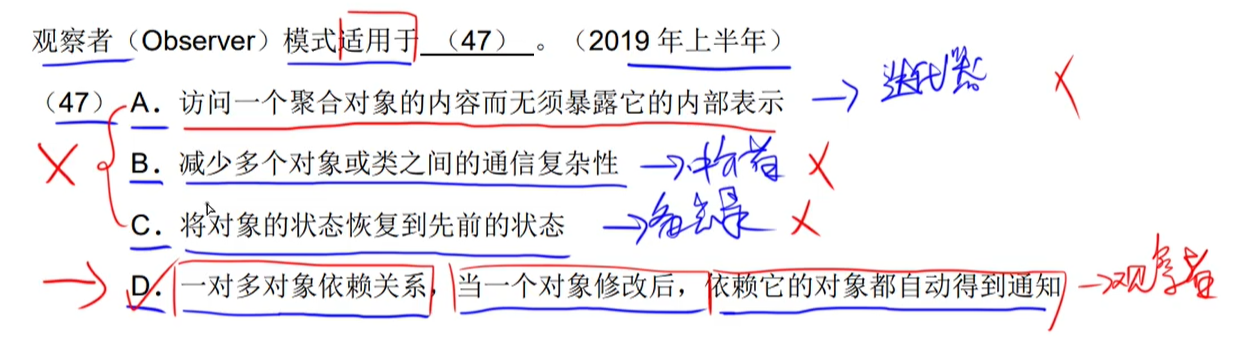 观察者（Observer）模式适用于 （47） 。（2019 年上半年）
（47） A．访问一个聚合对象的内容而无须暴露它的内部表示 → 迭代器 ×
× B．减少多个对象或类之间的通信复杂性 → 中介者 ×
C．将对象的状态恢复到先前的状态 → 备忘录 ×
→ D．一对多对象依赖关系，当一个对象修改后，依赖它的对象都自动得到通知 → 观察者